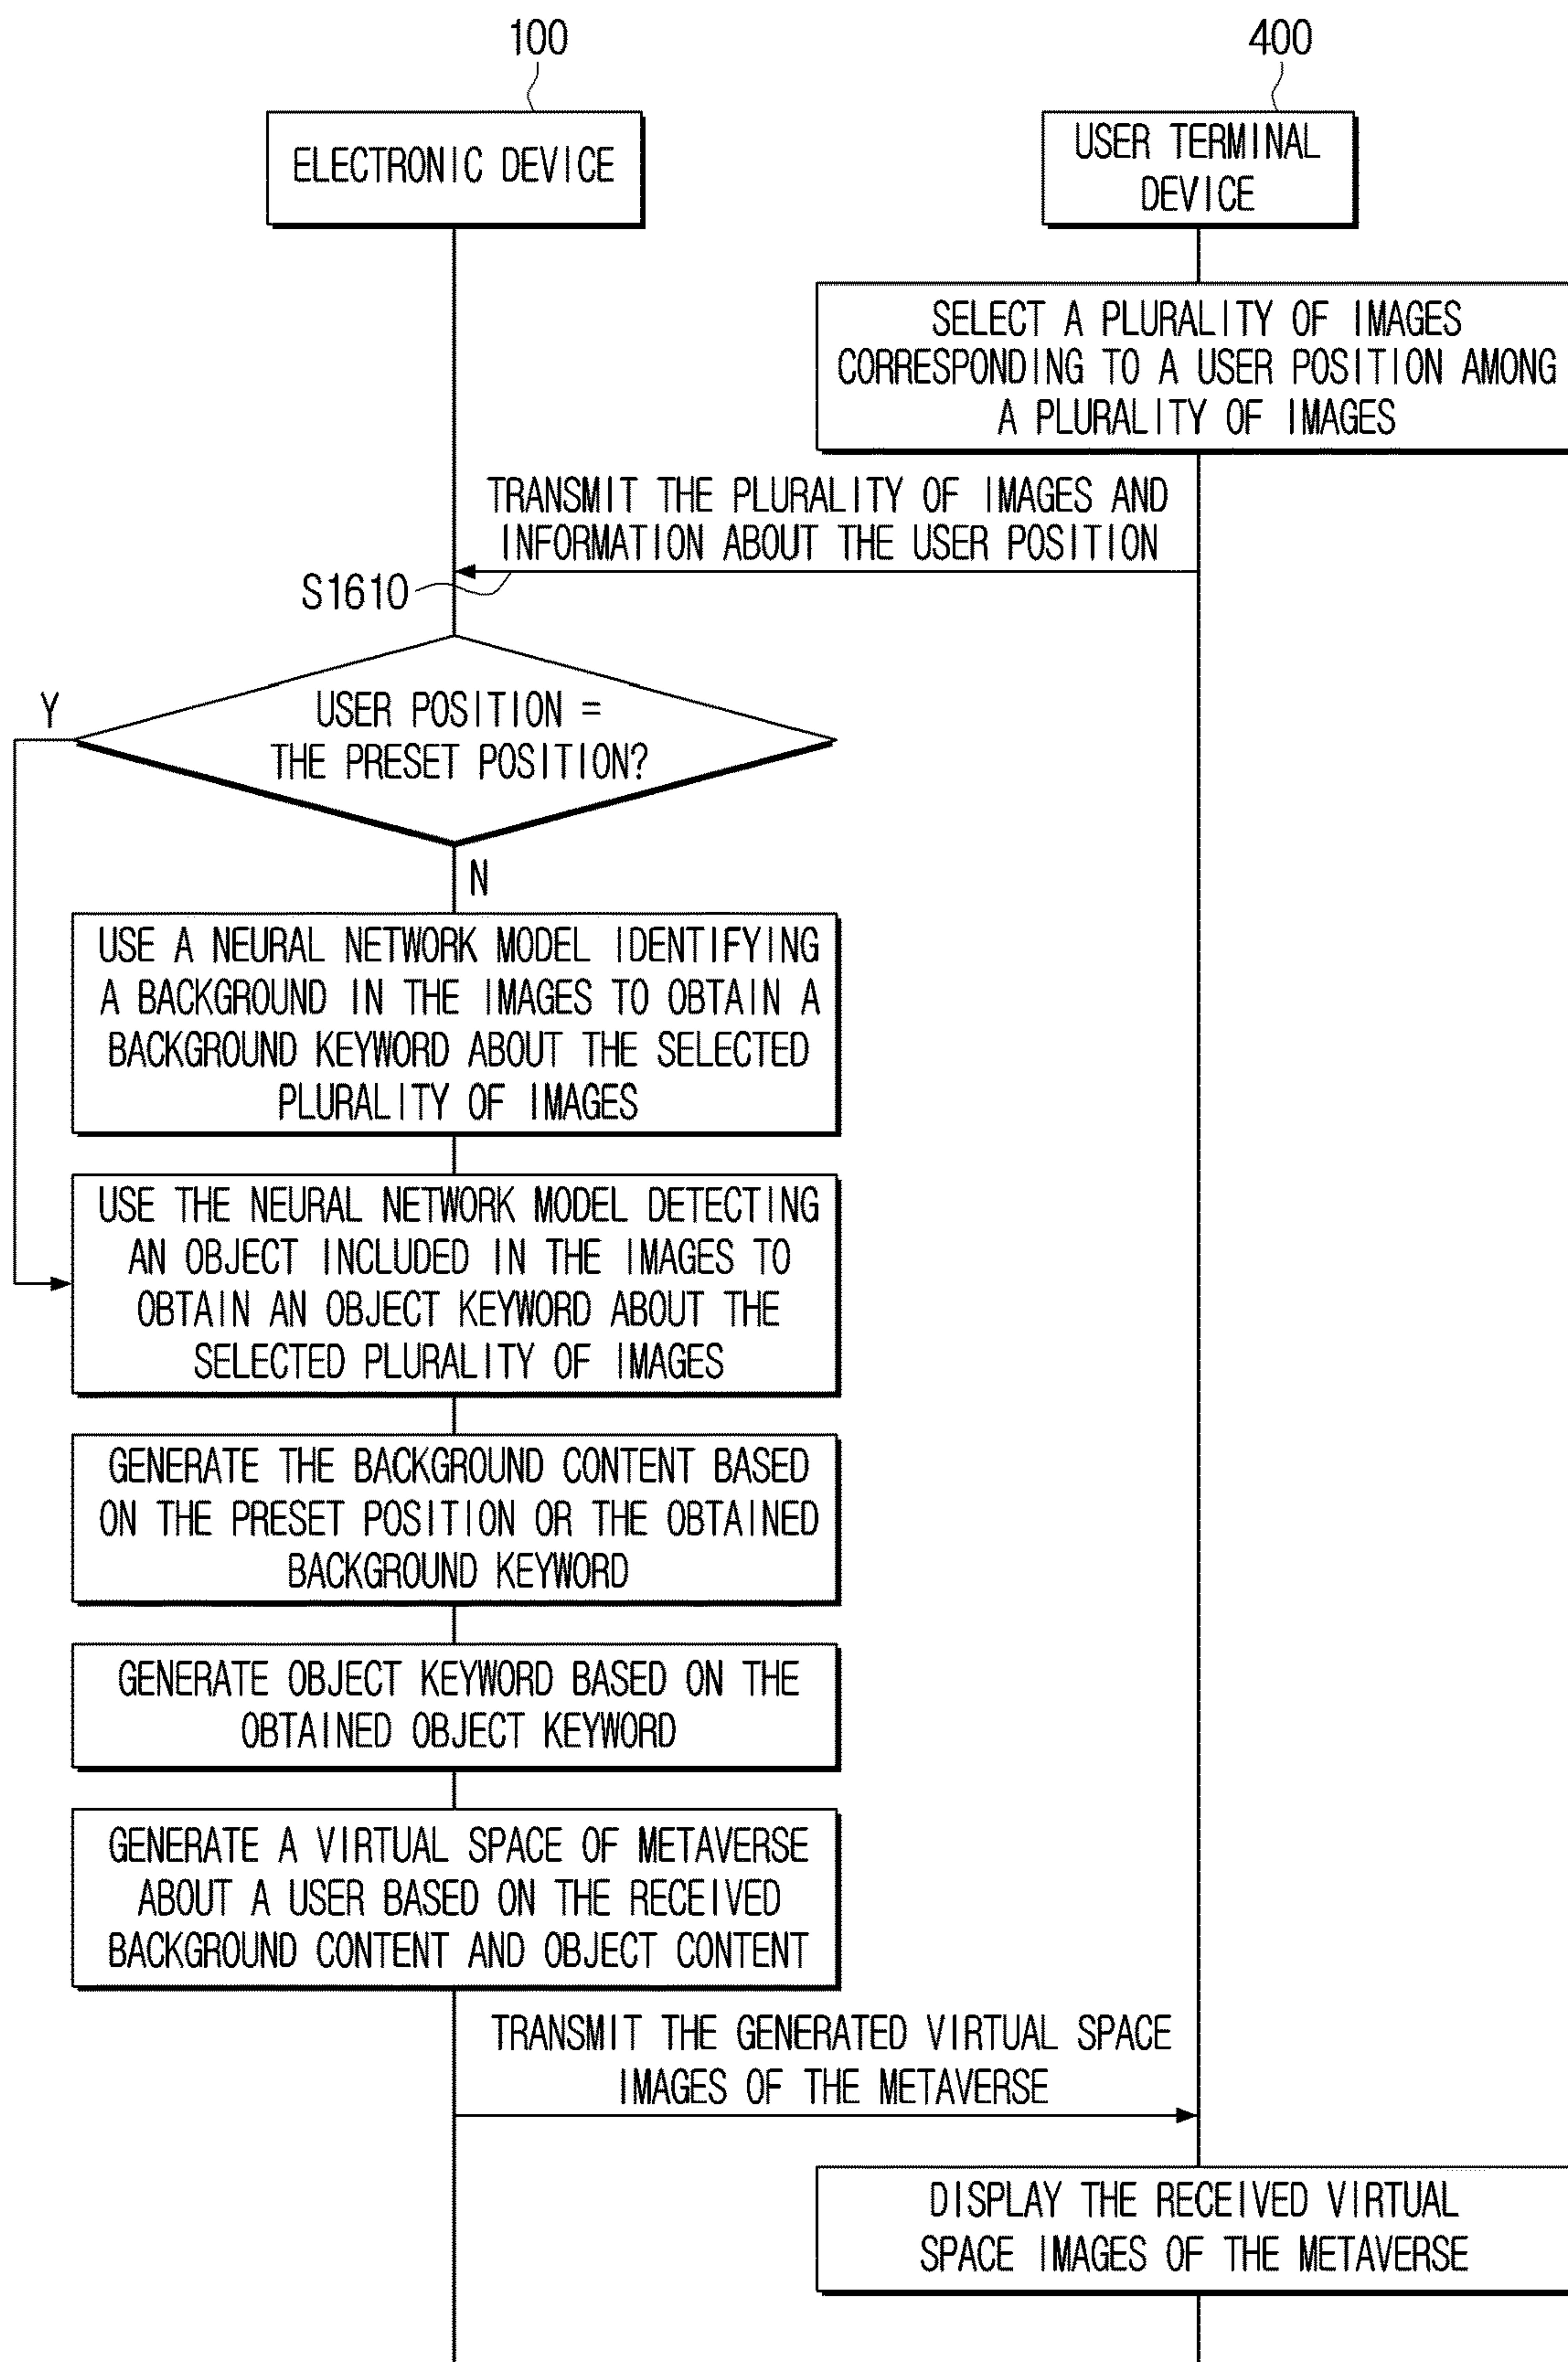 100
400
ELECTRONIC DEVICE
USER TERMINAL
DEVICE
SELECT A PLURALITY OF IMAGES
CORRESPONDING TO A USER POSITION AMONG
A PLURALITY OF IMAGES
TRANSMIT THE PLURALITY OF IMAGES AND
INFORMATION ABOUT THE USER POSITION
S1610
Y
USER POSITION =
THE PRESET POSITION?
N
USE A NEURAL NETWORK MODEL IDENTIFYING
A BACKGROUND IN THE IMAGES TO OBTAIN A
BACKGROUND KEYWORD ABOUT THE SELECTED
PLURALITY OF IMAGES
USE THE NEURAL NETWORK MODEL DETECTING
AN OBJECT INCLUDED IN THE IMAGES TO
OBTAIN AN OBJECT KEYWORD ABOUT THE
SELECTED PLURALITY OF IMAGES
GENERATE THE BACKGROUND CONTENT BASED
ON THE PRESET POSITION OR THE OBTAINED
BACKGROUND KEYWORD
GENERATE OBJECT KEYWORD BASED ON THE
OBTAINED OBJECT KEYWORD
GENERATE A VIRTUAL SPACE OF METAVERSE
ABOUT A USER BASED ON THE RECEIVED
BACKGROUND CONTENT AND OBJECT CONTENT
TRANSMIT THE GENERATED VIRTUAL SPACE
IMAGES OF THE METAVERSE
DISPLAY THE RECEIVED VIRTUAL
SPACE IMAGES OF THE METAVERSE